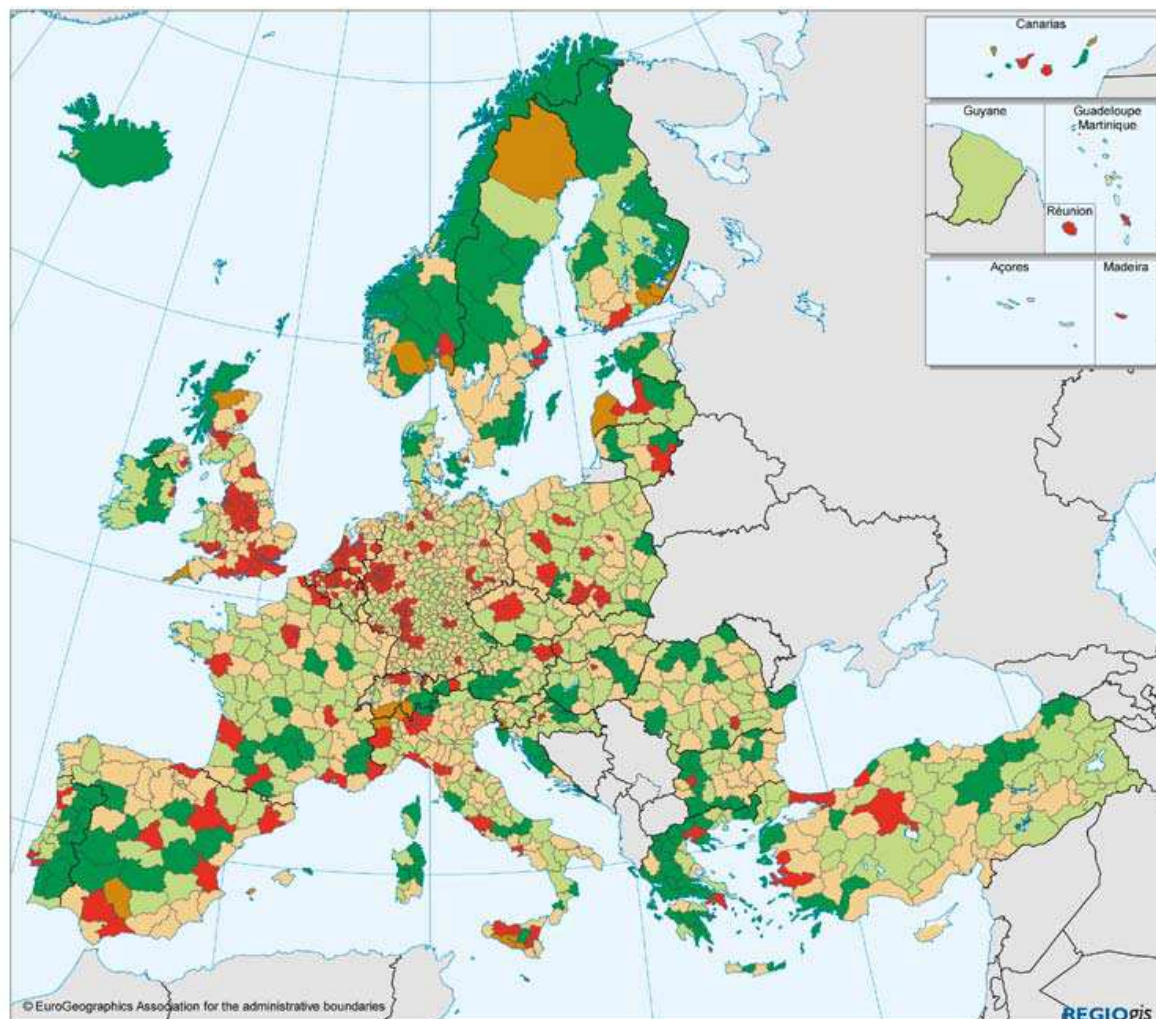 Canarias
Guyane
Guadeloupe
Martinique
Réunion
Açores
Madeira
© EuroGeographics Association for the administrative boundaries
REGIOgis